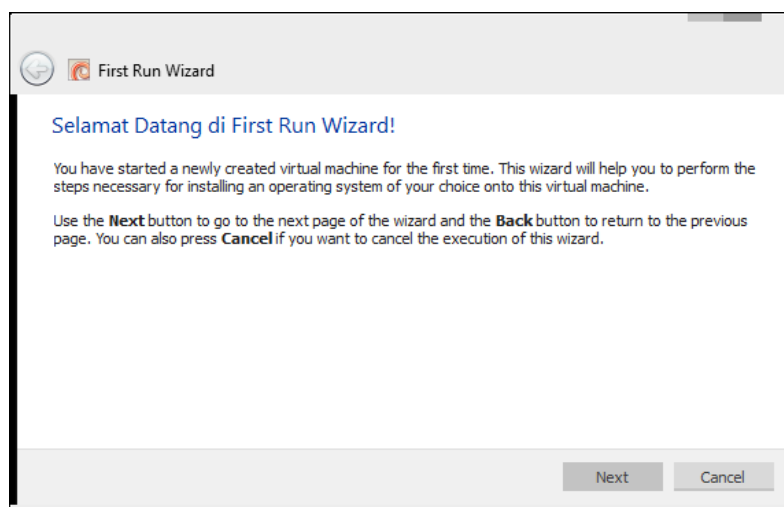 First Run Wizard
Selamat Datang di First Run Wizard!
You have started a newly created virtual machine for the first time. This wizard will help you to perform the
steps necessary for installing an operating system of your choice onto this virtual machine.
Use the Next button to go to the next page of the wizard and the Back button to return to the previous
page. You can also press Cancel if you want to cancel the execution of this wizard.
Next Cancel